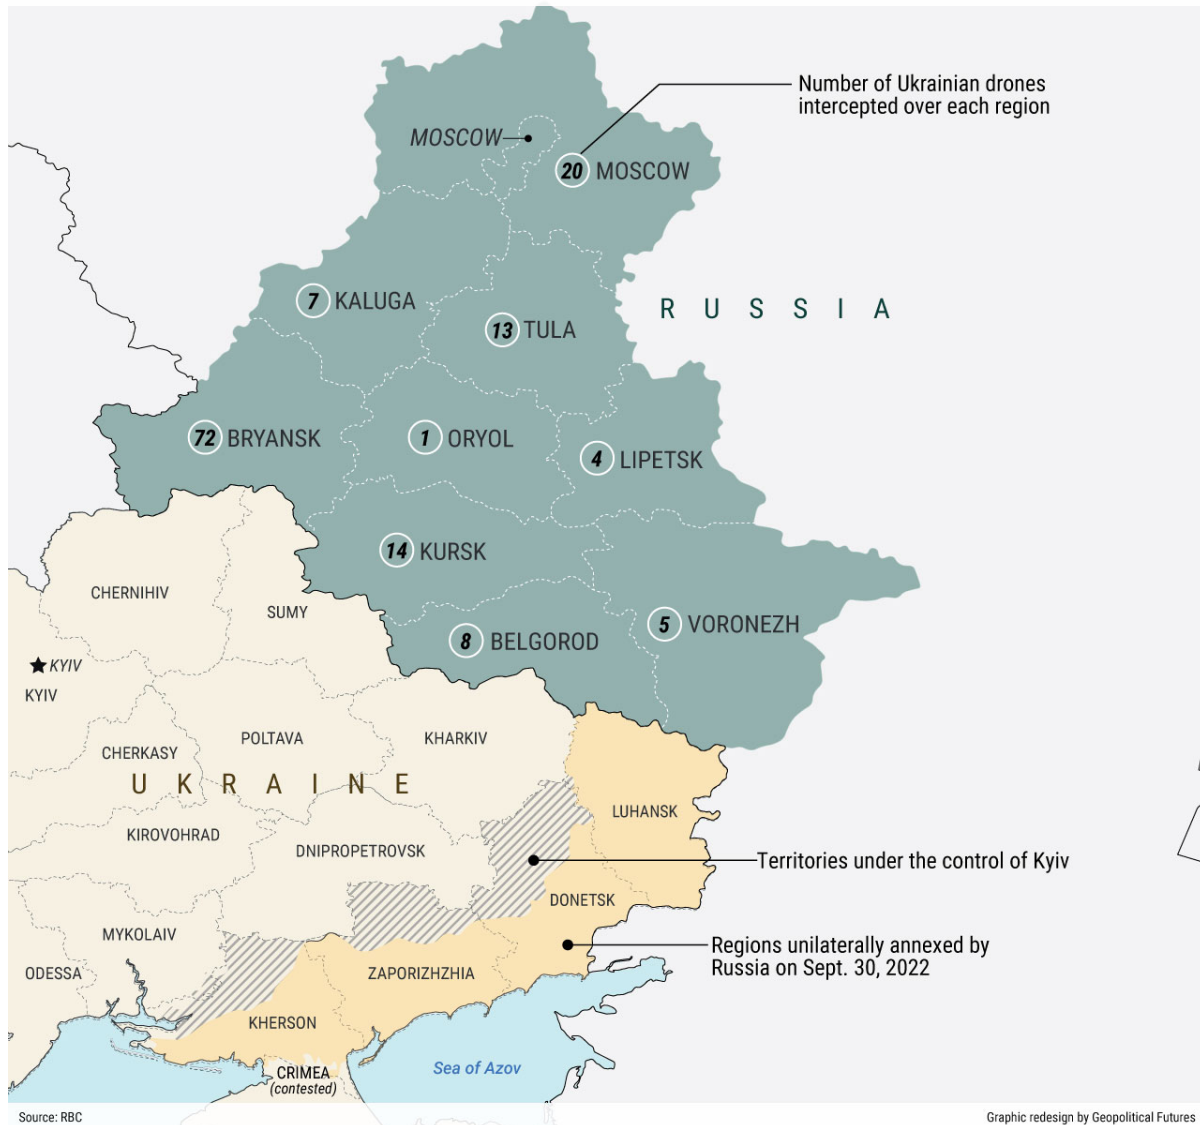 Number of Ukrainian drones
intercepted over each region
MOSCOW
20 MOSCOW
7 KALUGA
RUSSIA
13 TULA
72 BRYANSK
1 ORYOL
4 LIPETSK
14 KURSK
CHERNIHIV
SUMY
5 VORONEZH
8 BELGOROD
KYIV
KYIV
POLTAVA
KHARKIV
CHERKASY
UKRAINE
LUHANSK
KIROVOHRAD
DNIPROPETROVSK
Territories under the control of Kyiv
DONETSK
MYKOLAIV
Regions unilaterally annexed by
Russia on Sept. 30, 2022
ODESSA
ZAPORIZHZHIA
KHERSON
Sea of Azov
CRIMEA
(contested)
Source: RBC
Graphic redesign by Geopolitical Futures